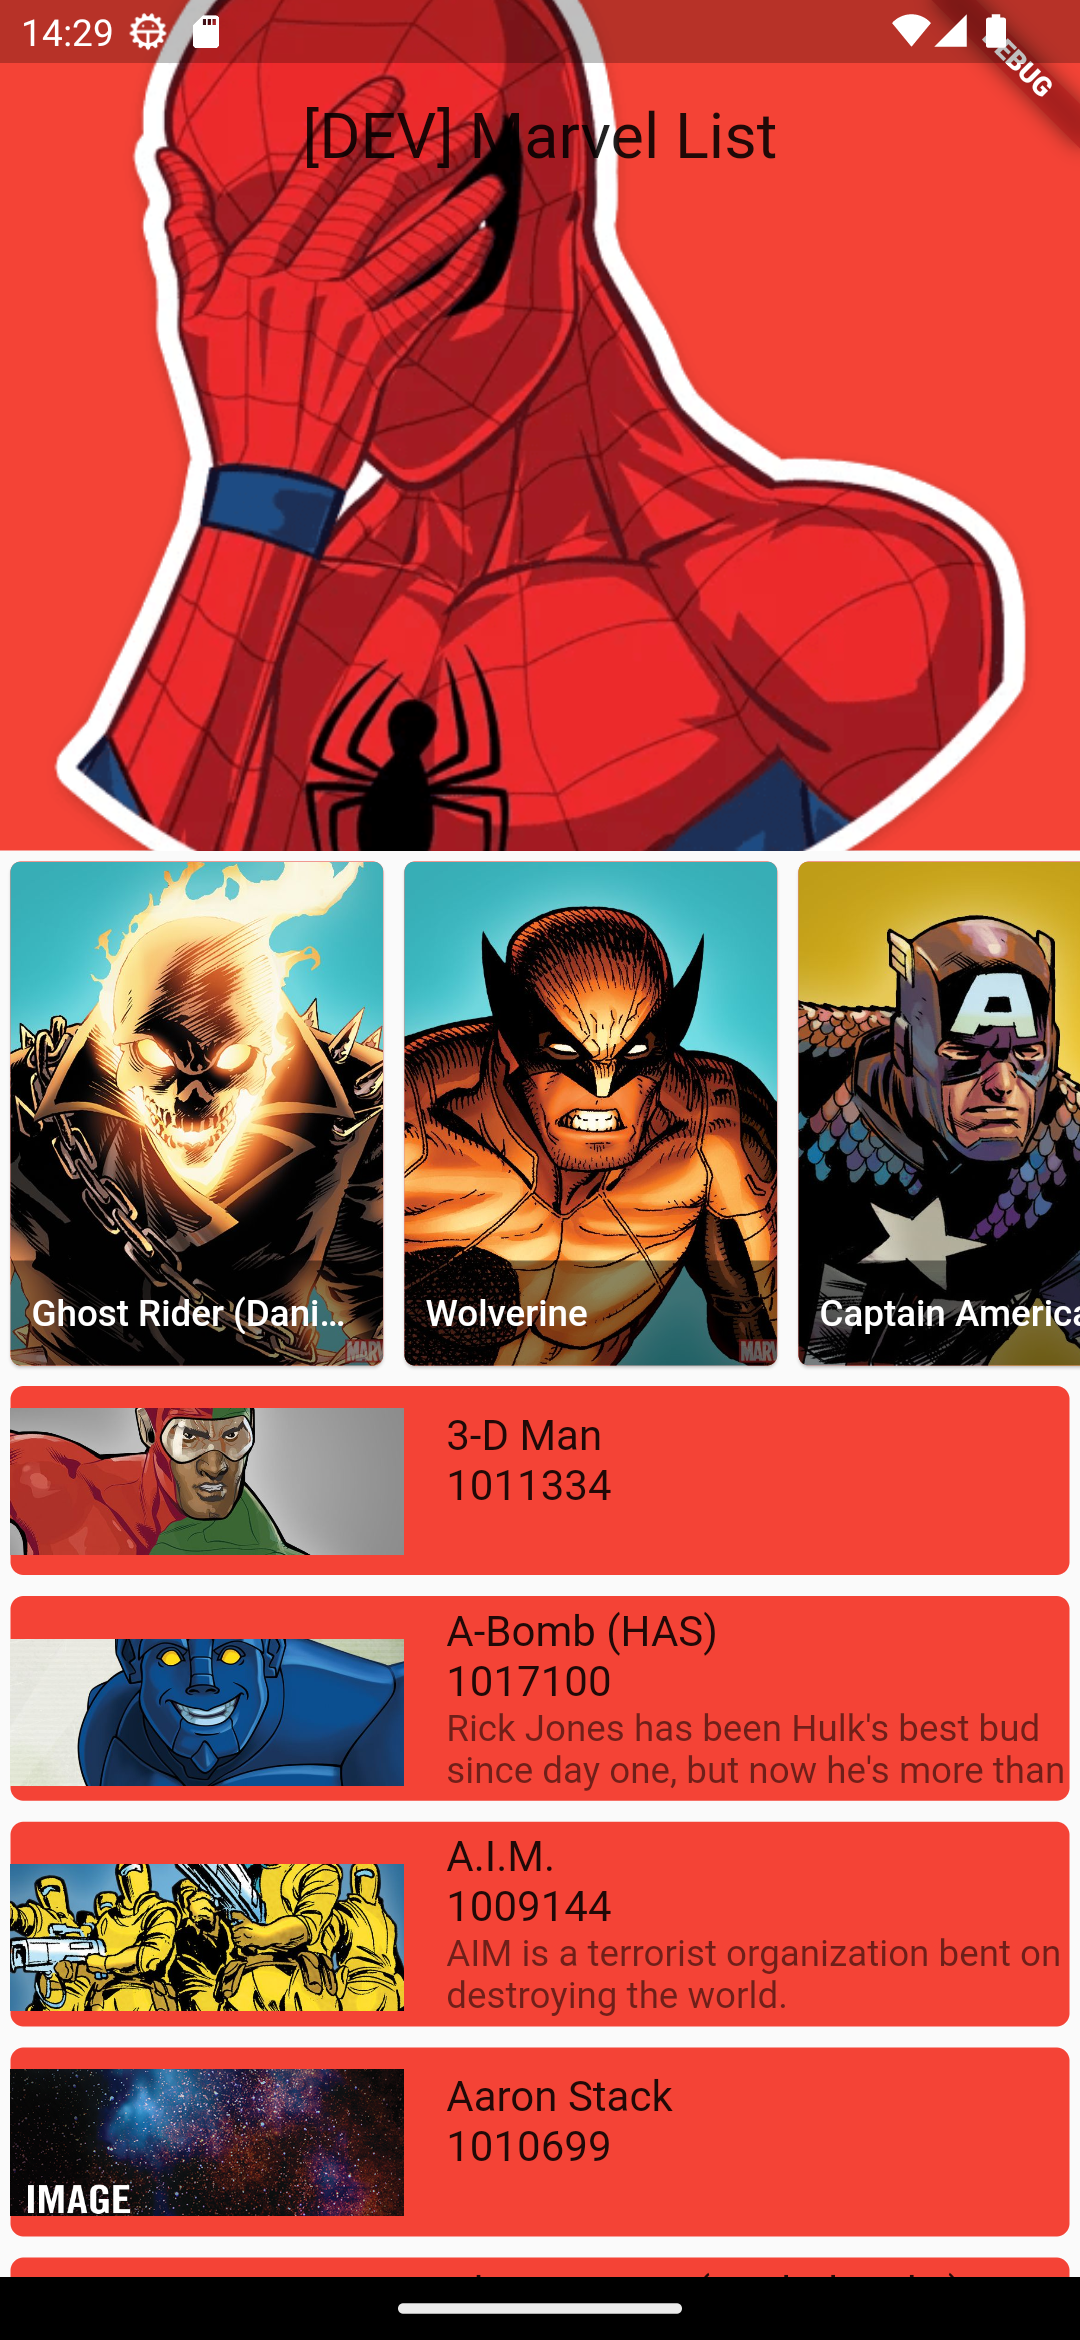 14:29
DEBUG
[DEV] Marvel List
A
Ghost Rider (Dani...
Wolverine
Captain America
MARV
MARV
3-D Man
1011334
A-Bomb (HAS)
1017100
Rick Jones has been Hulk's best bud
since day one, but now he's more than
A.I.M.
1009144
AIM is a terrorist organization bent on
destroying the world.
Aaron Stack
1010699
IMAGE